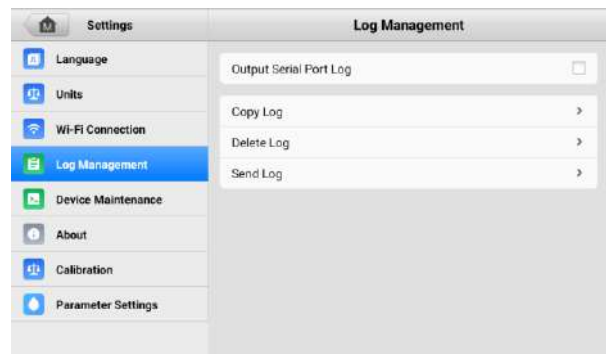 Settings
Log Management
Language
Units
Wi-Fi Connection
Log Management
Device Maintenance
About
Calibration
Parameter Settings
Output Serial Port Log
Copy Log
Delete Log
Send Log